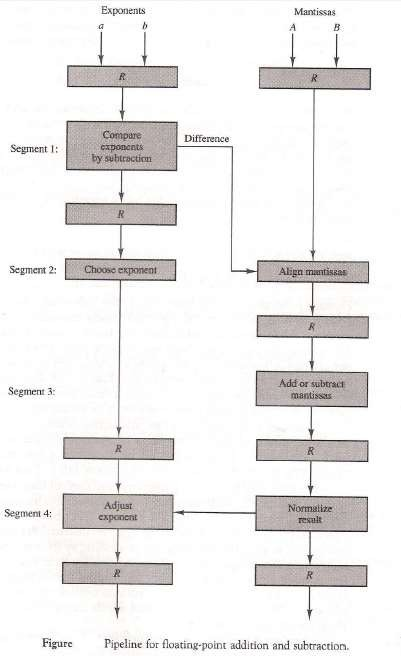 Exponents
Mantissas
a
b
A
B
R
R
Segment 1:
Compare
exponents
by subtraction
Difference
R
Segment 2:
Choose exponent
Align mantissas
R
Segment 3:
Add or subtract
mantissas
R
R
Segment 4:
Adjust
exponent
Normalize
result
R
R
Figure Pipeline for floating-point addition and subtraction.